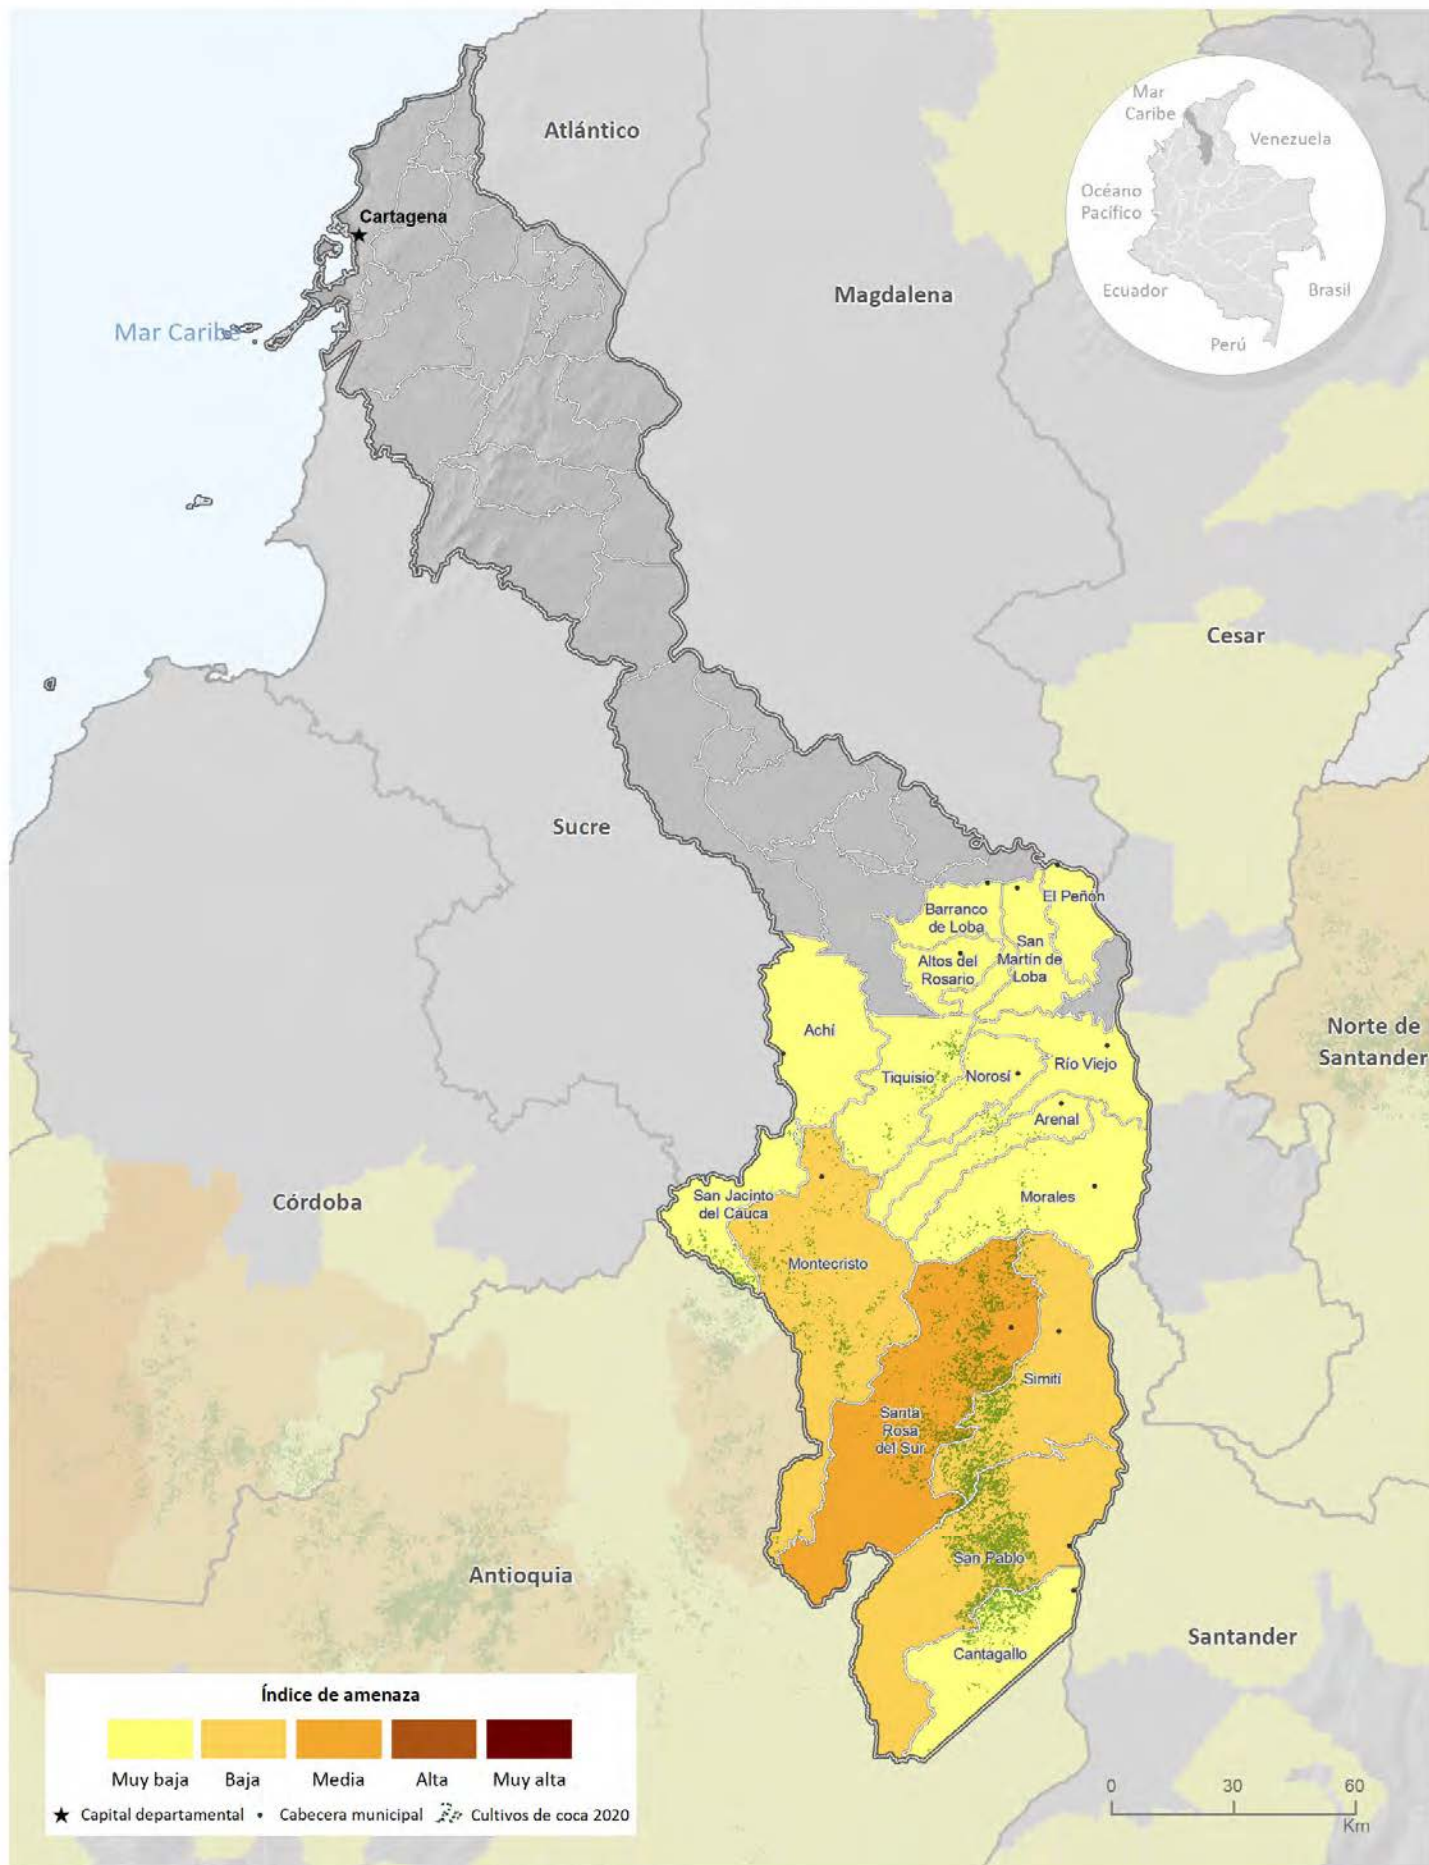 Mar
Caribe
Venezuela
Atlántico
Océano
Pacífico
Cartagena
Ecuador
Brasil
Magdalena
Mar Caribe
Perú
Cesar
Sucre
El Peñón
Barranco
de Loba
San
Martín de
Loba
Altos del
Rosario
Achí
Norte de
Santander
Río Viejo
Tiquisio
Norosí
Arenal
San Jacinto
del Cauca
Morales
Córdoba
Montecristo
Simití
Santa
Rosa
del Sur
San Pablo
Antioquia
Santander
Cantagallo
Índice de amenaza
Muy baja
Baja
Media
Alta
Muy alta
Capital departamental
Cabecera municipal
Cultivos de coca 2020
0
30
60
Km